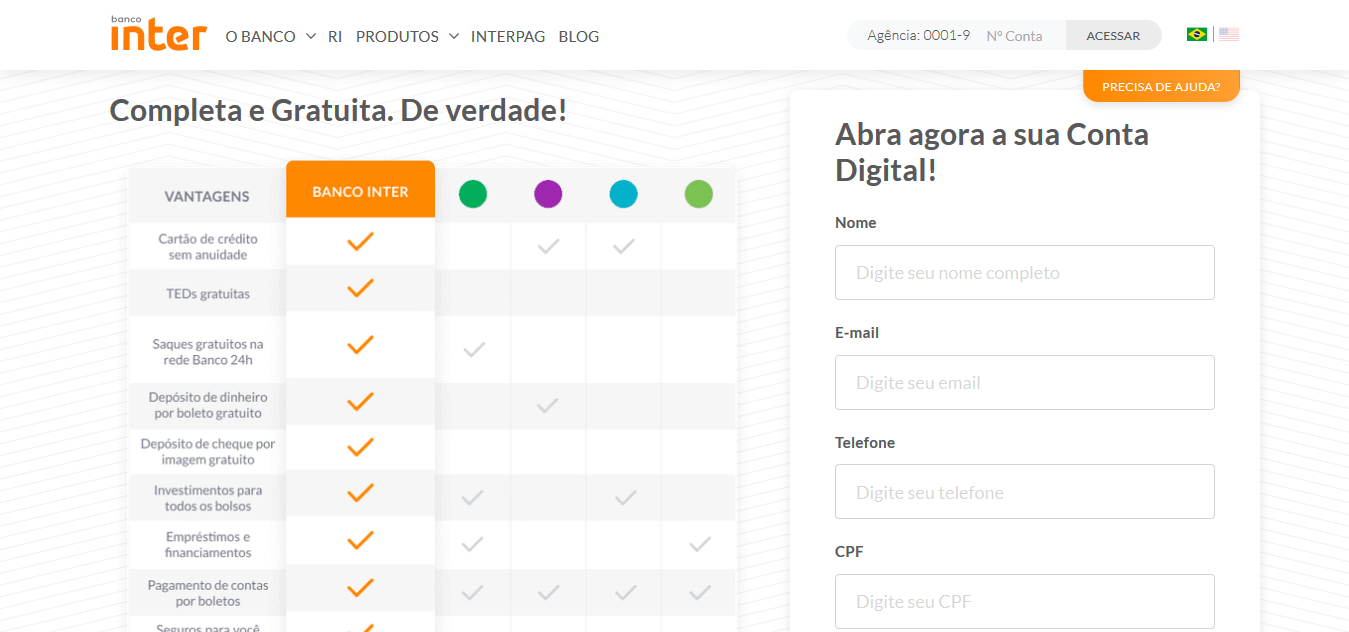 banco
inter
O BANCO
RI
PRODUTOS
INTERPAG
BLOG
Agência: 0001-9
Nº Conta
ACESSAR
PRECISA DE AJUDA?
Completa e Gratuita. De verdade!
VANTAGENS
BANCO INTER
Cartão de crédito
sem anuidade
TEDs gratuitas
Saques gratuitos na
rede Banco 24h
Depósito de dinheiro
por boleto gratuito
Depósito de cheque por
imagem gratuito
Investimentos para
todos os bolsos
Empréstimos e
financiamentos
Pagamento de contas
por boletos
Seguros para você
Abra agora a sua Conta
Digital!
Nome
Digite seu nome completo
E-mail
Digite seu email
Telefone
Digite seu telefone
CPF
Digite seu CPF